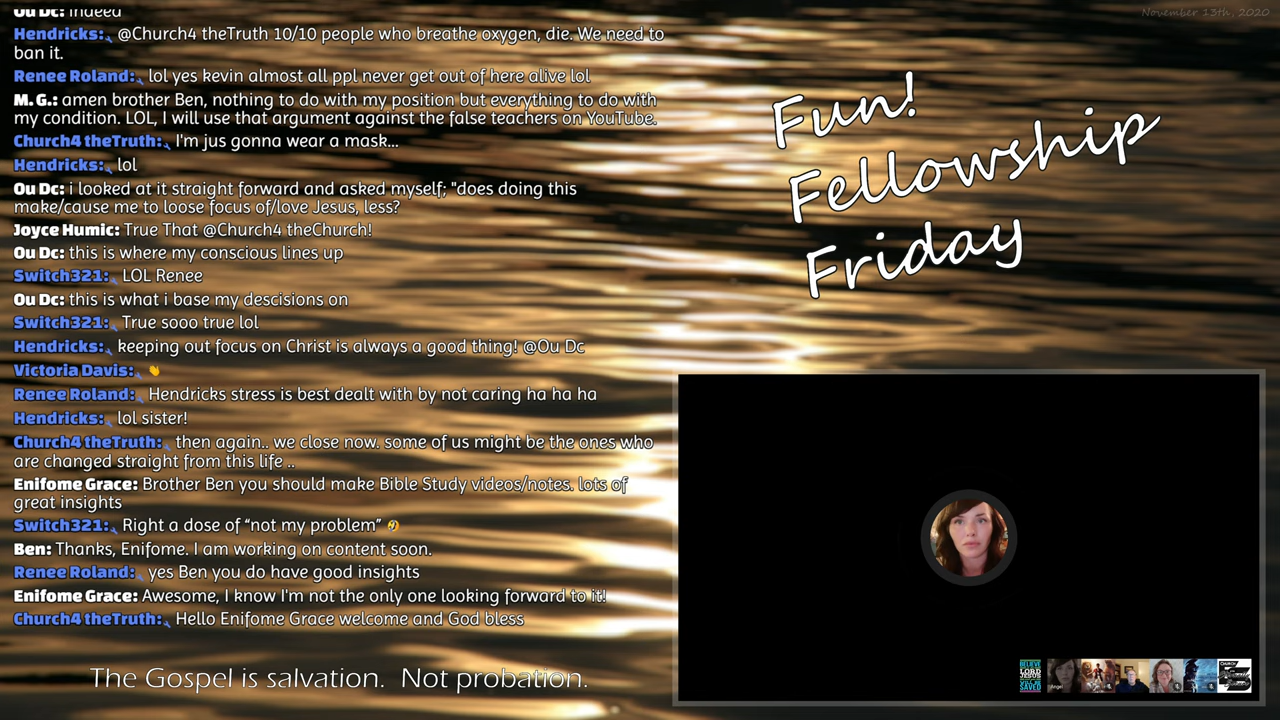 Ou Dc: indeed
November 13th, 2020
Hendricks: @Church4 theTruth 10/10 people who breathe oxygen, die. We need to
ban it.
Renee Roland: lol yes kevin almost all ppl never get out of here alive lol
M. G.: amen brother Ben, nothing to do with my position but everything to do with
my condition. LOL, I will use that argument against the false teachers on YouTube.
Church4 theTruth: I'm jus gonna wear a mask...
Hendricks: lol
Ou Dc: i looked at it straight forward and asked myself; "does doing this
make/cause me to loose focus of/love Jesus, less?
Joyce Humic: True That @Church4 theChurch!
Ou Dc: this is where my conscious lines up
Switch321: LOL Renee
Ou Dc: this is what i base my descisions on
Switch321: True sooo true lol
Hendricks: keeping out focus on Christ is always a good thing! @Ou Dc
Victoria Davis: 👏
Renee Roland: Hendricks stress is best dealt with by not caring ha ha ha
Hendricks: lol sister!
Church4 theTruth: then again.. we close now. some of us might be the ones who
are changed straight from this life ..
Enifome Grace: Brother Ben you should make Bible Study videos/notes. lots of
great insights
Switch321: Right a dose of “not my problem” 🤣
Ben: Thanks, Enifome. I am working on content soon.
Renee Roland: yes Ben you do have good insights
Enifome Grace: Awesome, I know I'm not the only one looking forward to it!
Church4 theTruth: Hello Enifome Grace welcome and God bless
The Gospel is salvation. Not probation.
Fun!
Fellowship
Friday
BELIEVE
LORD
JESUS
SAVED
Angel
CHURCH